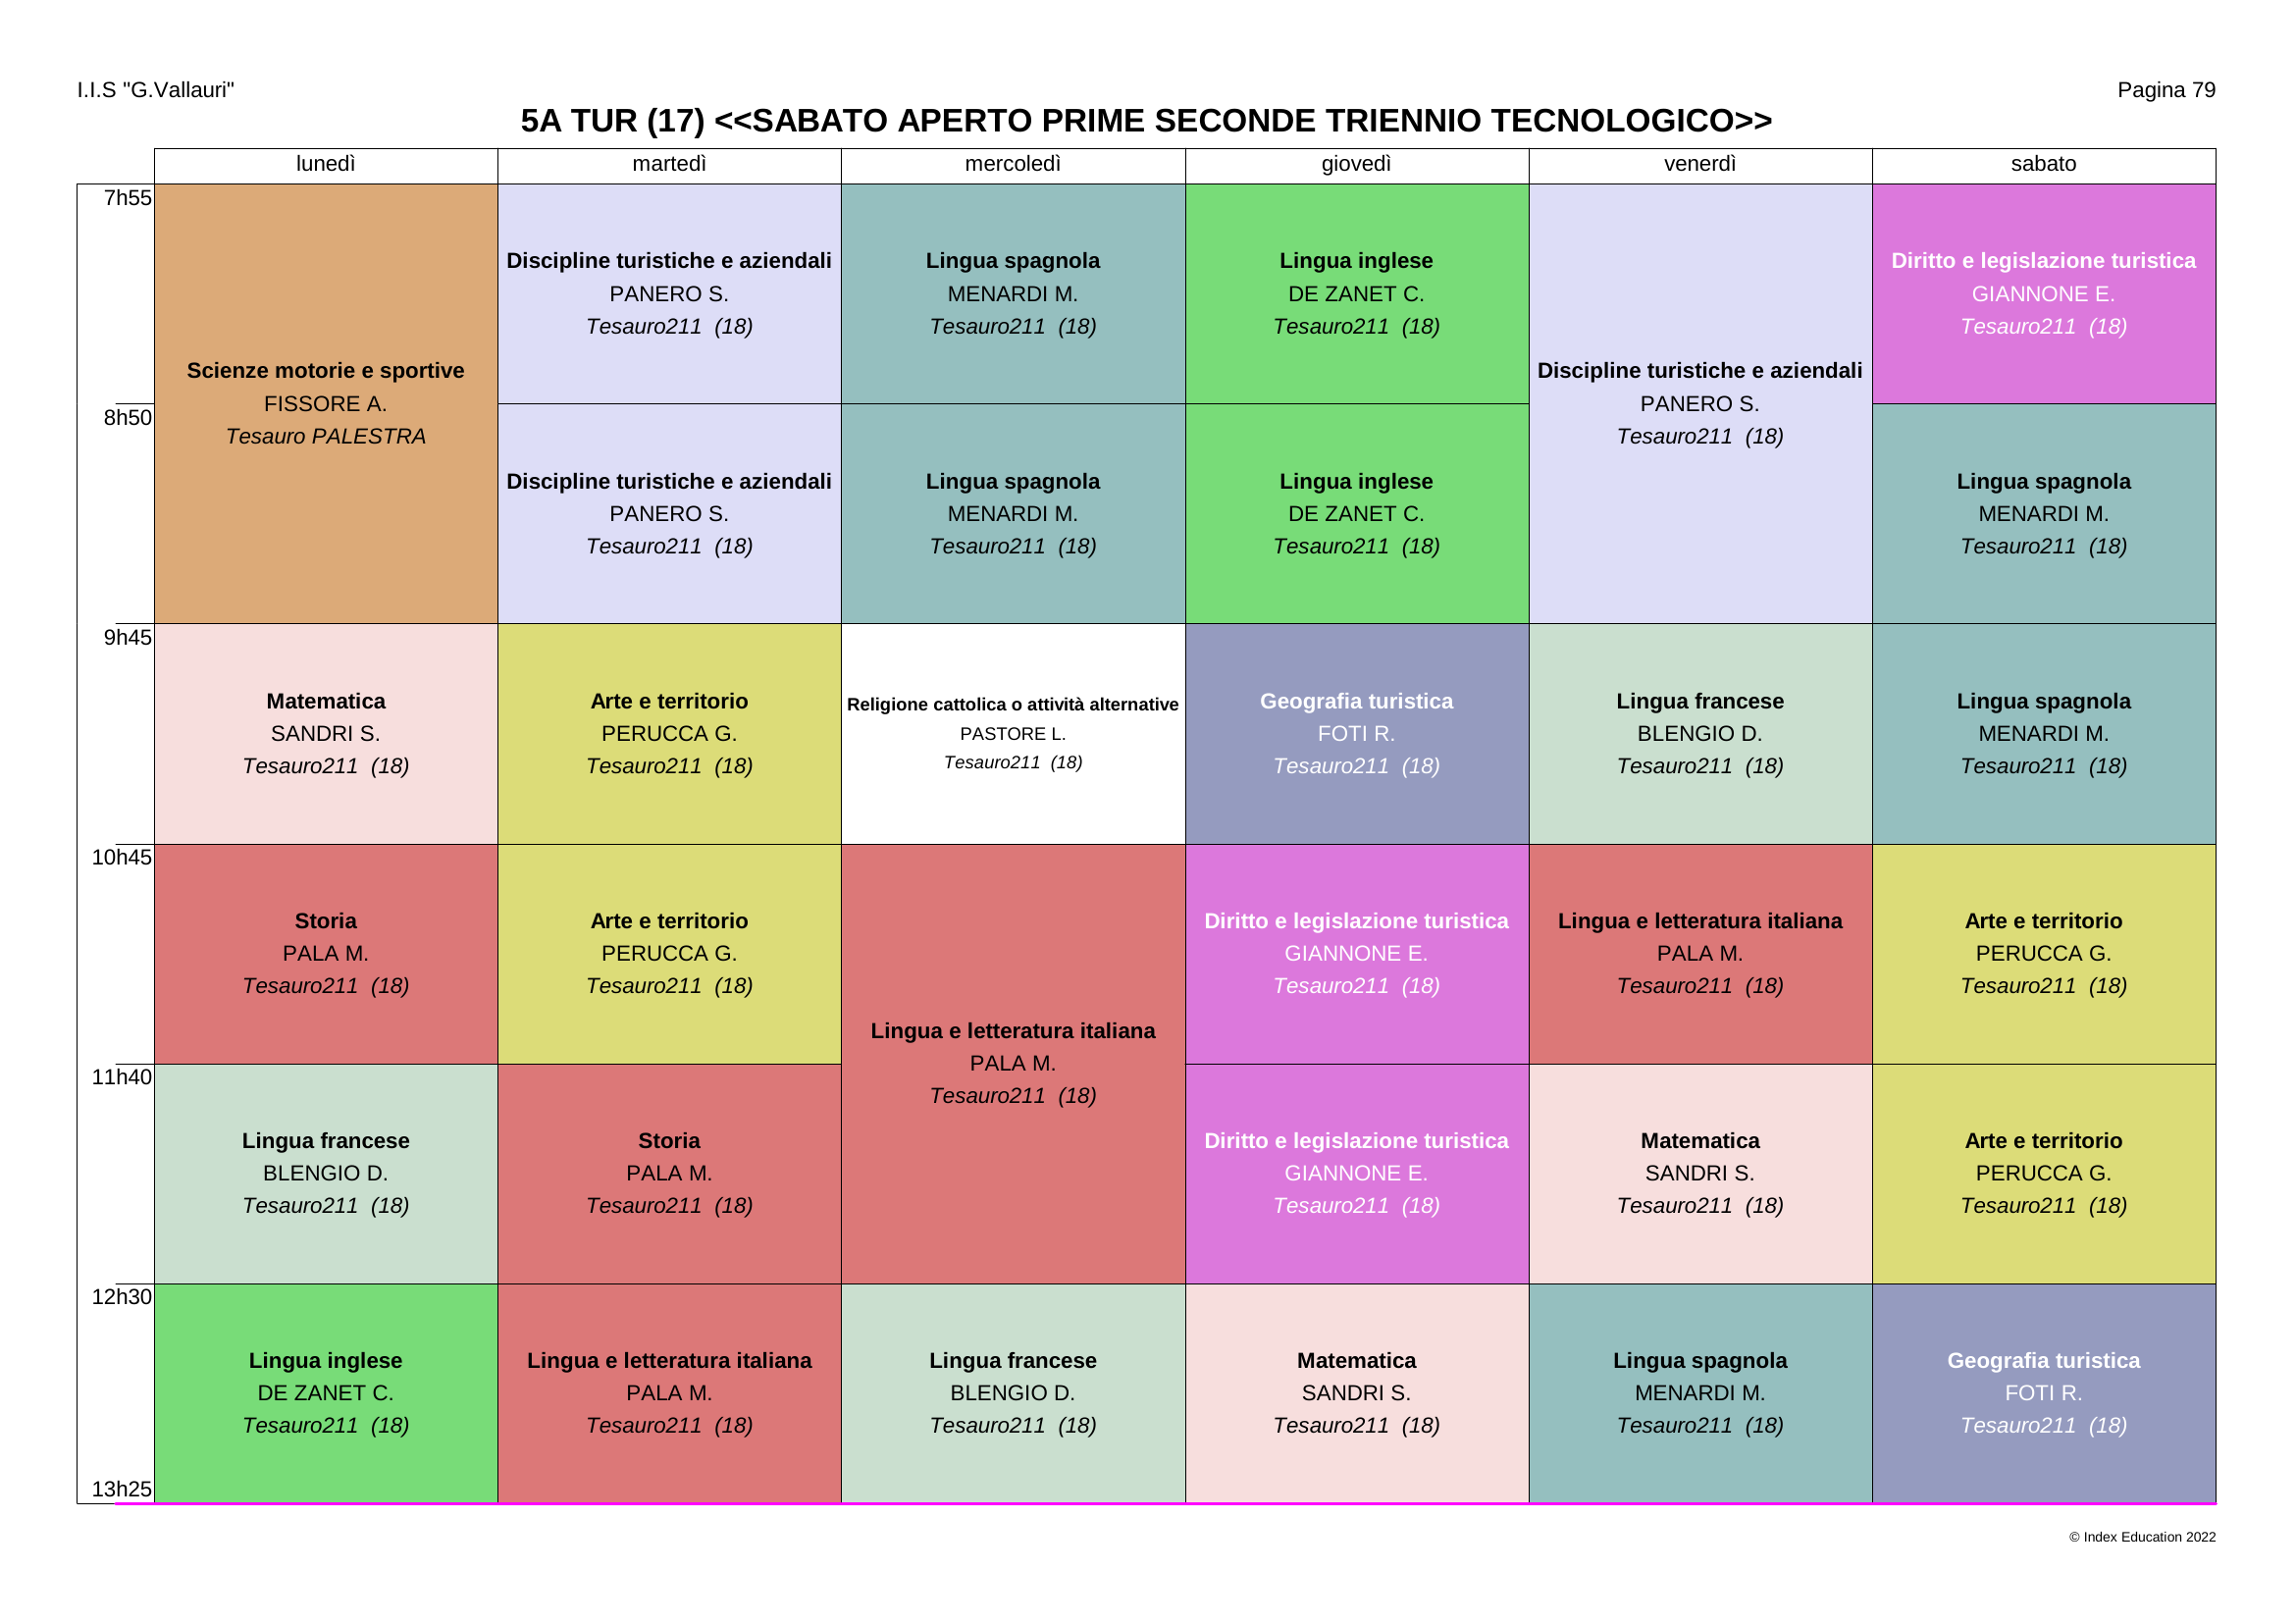 I.I.S "G.Vallauri"
Pagina 79
5A TUR (17) <<SABATO APERTO PRIME SECONDE TRIENNIO TECNOLOGICO>>
lunedì
martedì
mercoledì
giovedì
venerdì
sabato
7h55
Scienze motorie e sportive
FISSORE A.
Tesauro PALESTRA
Discipline turistiche e aziendali
PANERO S.
Tesauro211 (18)
Lingua spagnola
MENARDI M.
Tesauro211 (18)
Lingua inglese
DE ZANET C.
Tesauro211 (18)
Discipline turistiche e aziendali
PANERO S.
Tesauro211 (18)
Diritto e legislazione turistica
GIANNONE E.
Tesauro211 (18)
8h50
Discipline turistiche e aziendali
PANERO S.
Tesauro211 (18)
Lingua spagnola
MENARDI M.
Tesauro211 (18)
Lingua inglese
DE ZANET C.
Tesauro211 (18)
Lingua spagnola
MENARDI M.
Tesauro211 (18)
9h45
Matematica
SANDRI S.
Tesauro211 (18)
Arte e territorio
PERUCCA G.
Tesauro211 (18)
Religione cattolica o attività alternative
PASTORE L.
Tesauro211 (18)
Geografia turistica
FOTI R.
Tesauro211 (18)
Lingua francese
BLENGIO D.
Tesauro211 (18)
Lingua spagnola
MENARDI M.
Tesauro211 (18)
10h45
Storia
PALA M.
Tesauro211 (18)
Arte e territorio
PERUCCA G.
Tesauro211 (18)
Lingua e letteratura italiana
PALA M.
Tesauro211 (18)
Diritto e legislazione turistica
GIANNONE E.
Tesauro211 (18)
Lingua e letteratura italiana
PALA M.
Tesauro211 (18)
Arte e territorio
PERUCCA G.
Tesauro211 (18)
11h40
Lingua francese
BLENGIO D.
Tesauro211 (18)
Storia
PALA M.
Tesauro211 (18)
Diritto e legislazione turistica
GIANNONE E.
Tesauro211 (18)
Matematica
SANDRI S.
Tesauro211 (18)
Arte e territorio
PERUCCA G.
Tesauro211 (18)
12h30
Lingua inglese
DE ZANET C.
Tesauro211 (18)
Lingua e letteratura italiana
PALA M.
Tesauro211 (18)
Lingua francese
BLENGIO D.
Tesauro211 (18)
Matematica
SANDRI S.
Tesauro211 (18)
Lingua spagnola
MENARDI M.
Tesauro211 (18)
Geografia turistica
FOTI R.
Tesauro211 (18)
13h25
© Index Education 2022